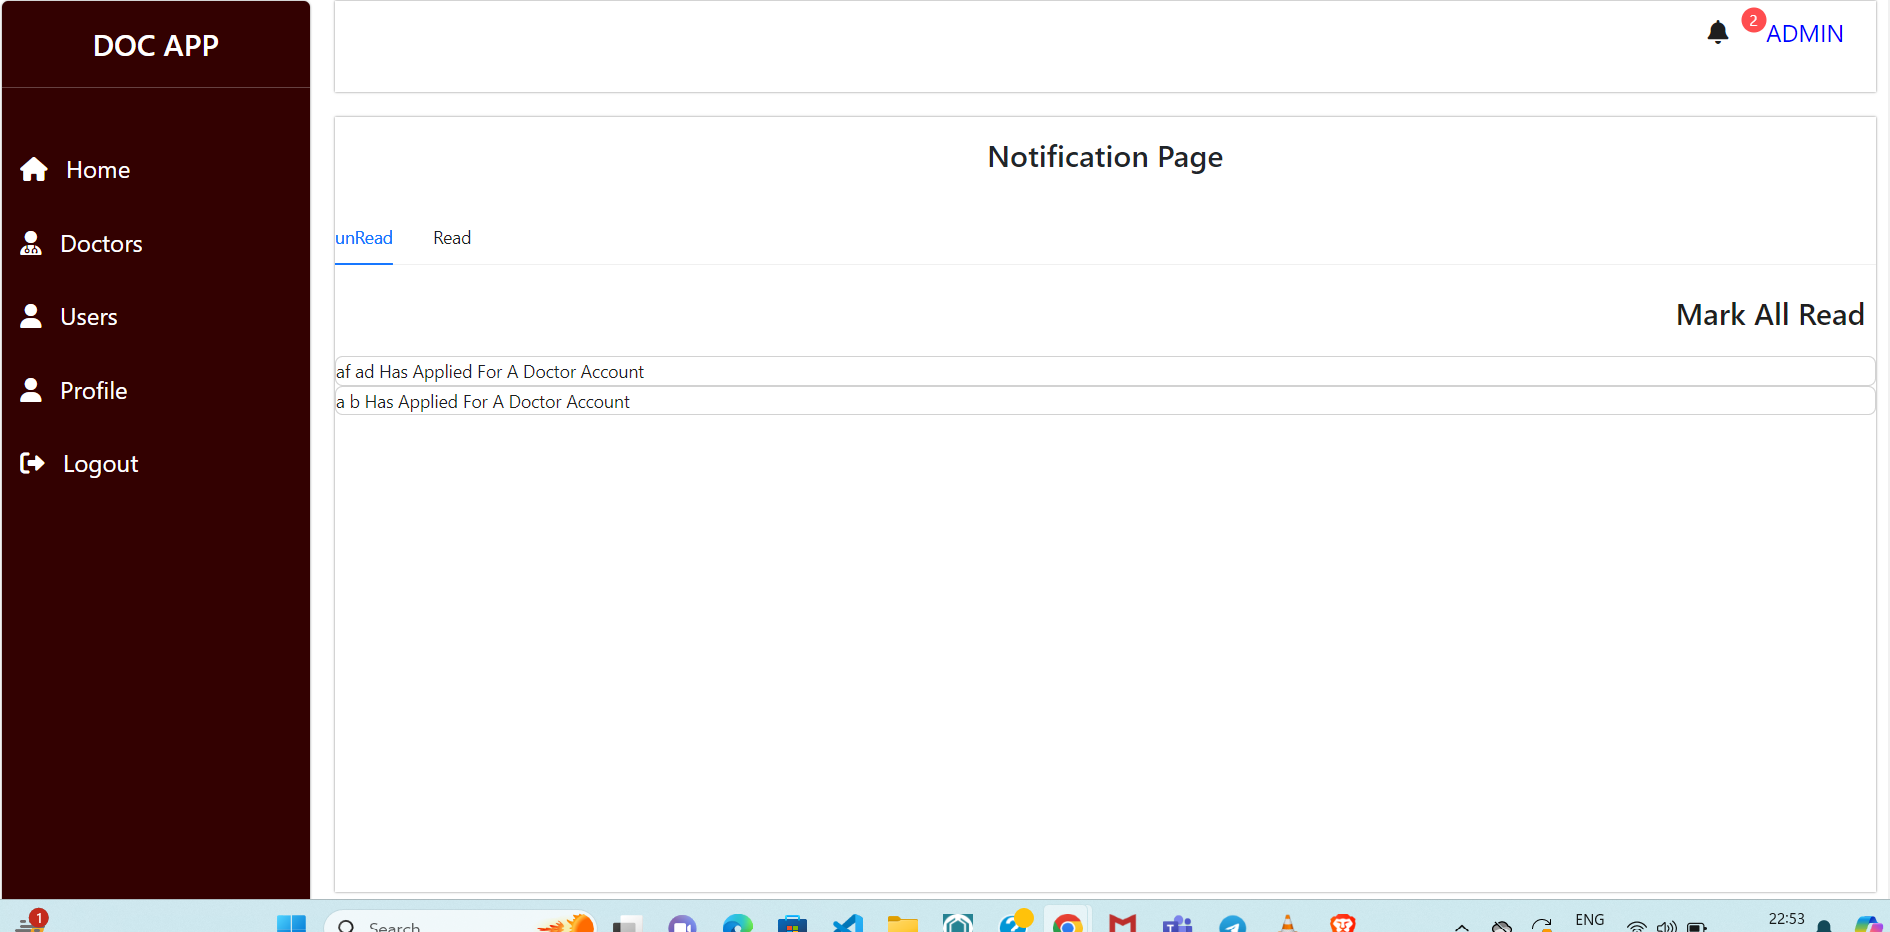 DOC APP
2
ADMIN
Home
Doctors
Users
Profile
Logout
Notification Page
unRead
Read
Mark All Read
af ad Has Applied For A Doctor Account
a b Has Applied For A Doctor Account
1
Search
ENG
22:53